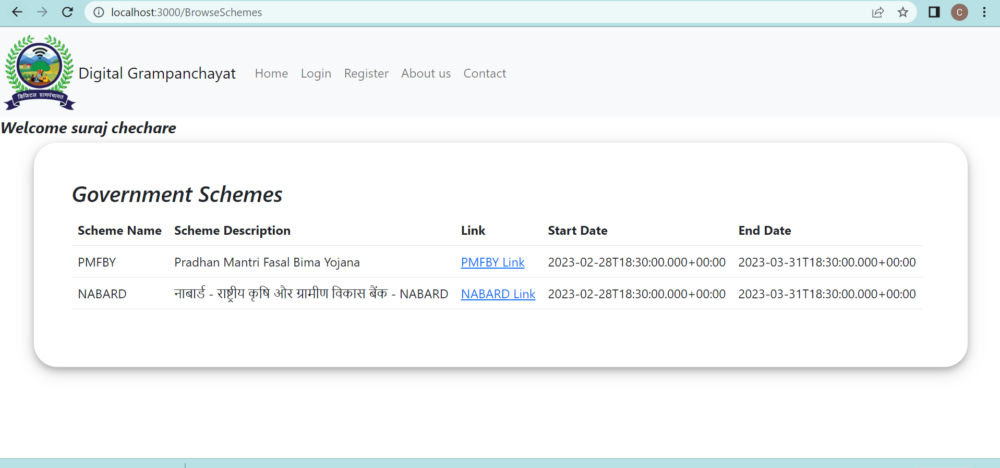 localhost:3000/BrowseSchemes
C
डिजिटल ग्रामपंचायत
Digital Grampanchayat Home Login Register About us Contact
Welcome suraj chechare
Government Schemes
Scheme Name Scheme Description Link Start Date End Date
PMFBY Pradhan Mantri Fasal Bima Yojana PMFBY Link 2023-02-28T18:30:00.000+00:00 2023-03-31T18:30:00.000+00:00
NABARD नाबार्ड - राष्ट्रीय कृषि और ग्रामीण विकास बैंक - NABARD NABARD Link 2023-02-28T18:30:00.000+00:00 2023-03-31T18:30:00.000+00:00